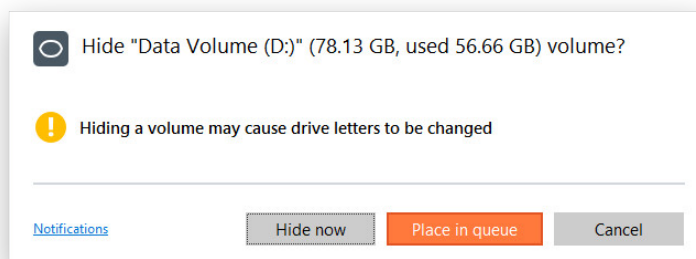 Hide "Data Volume (D:)" (78.13 GB, used 56.66 GB) volume?
Hiding a volume may cause drive letters to be changed
Notifications Hide now Place in queue Cancel